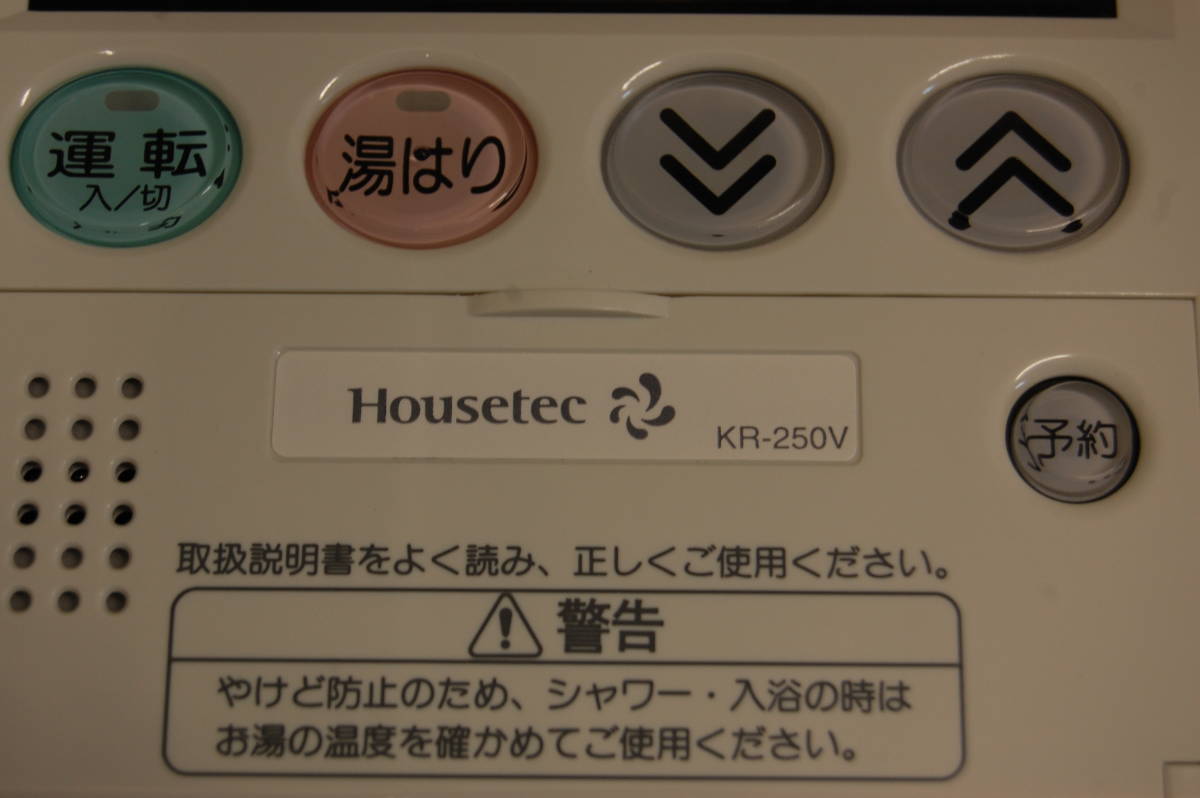 運転
入/切
湯はり
Housetec
KR-250V
予約
取扱説明書をよく読み、正しくご使用ください。
警告
やけど防止のため、シャワー・入浴の時は
お湯の温度を確かめてご使用ください。